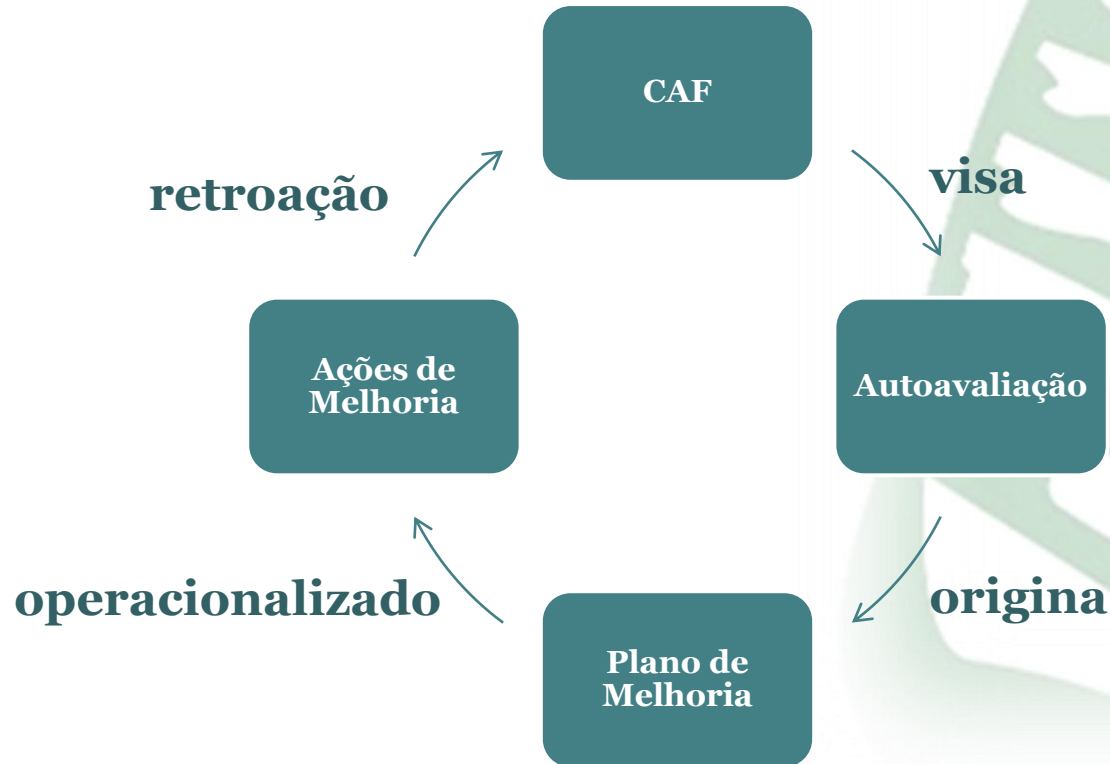 CAF
retroação
visa
Ações de
Melhoria
Autoavaliação
operacionalizado
origina
Plano de
Melhoria